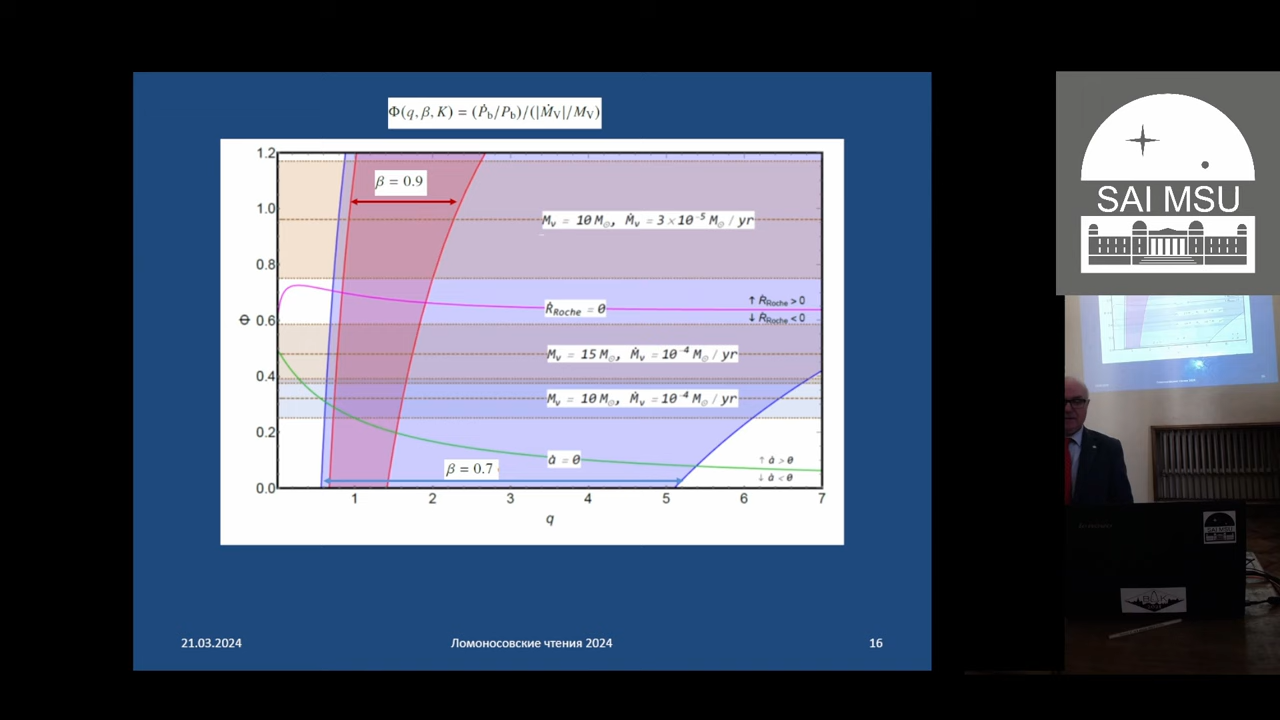 Φ(q, β, K) = (Ṗb/Pb)/(|ṀV|/MV)
1.2
β = 0.9
1.0
Mv = 10 M⊙, Ṁv = 3×10⁻⁵ M⊙ / yr
0.8
↑ ṘRoche > 0
ṘRoche = 0
↓ ṘRoche < 0
Φ
0.6
Mv = 15 M⊙, Ṁv = 10⁻⁴ M⊙ / yr
0.4
Mv = 10 M⊙, Ṁv = 10⁻⁴ M⊙ / yr
0.2
ȧ = 0
↑ ȧ > 0
β = 0.7
↓ ȧ < 0
0.0
1 2 3 4 5 6 7
q
21.03.2024
Ломоносовские чтения 2024
16
SAI MSU
SAI MSU